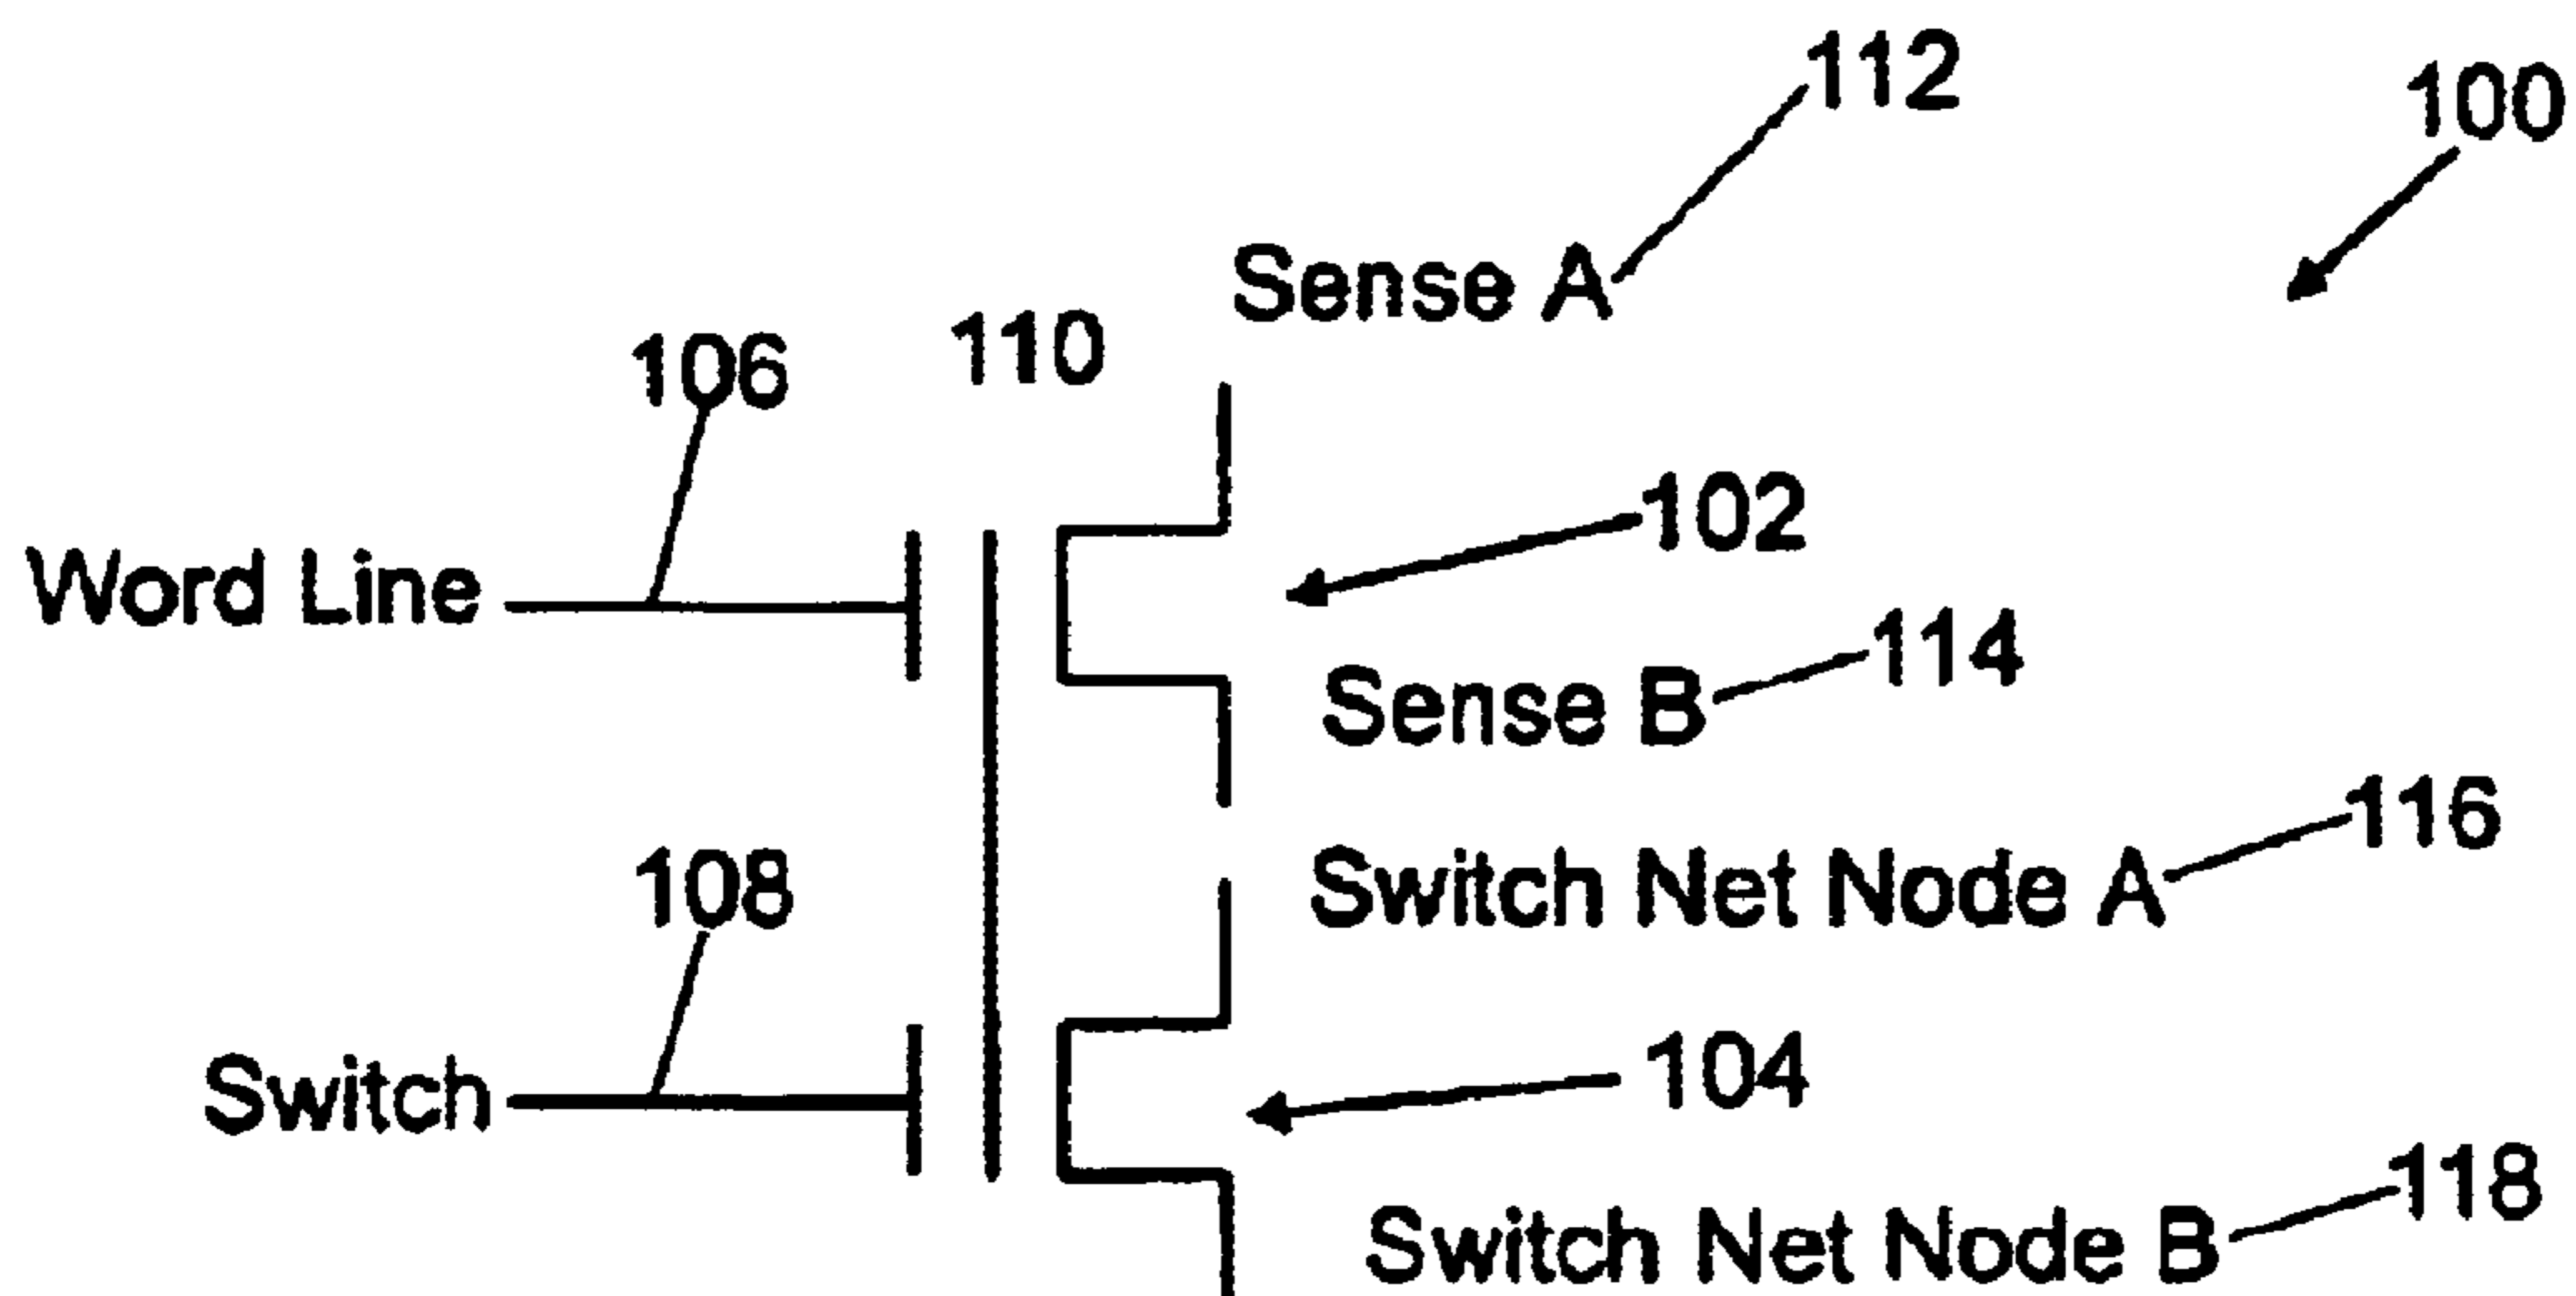 112
100
Sense A
110
106
102
Word Line
114
Sense B
116
108
Switch Net Node A
104
Switch
118
Switch Net Node B